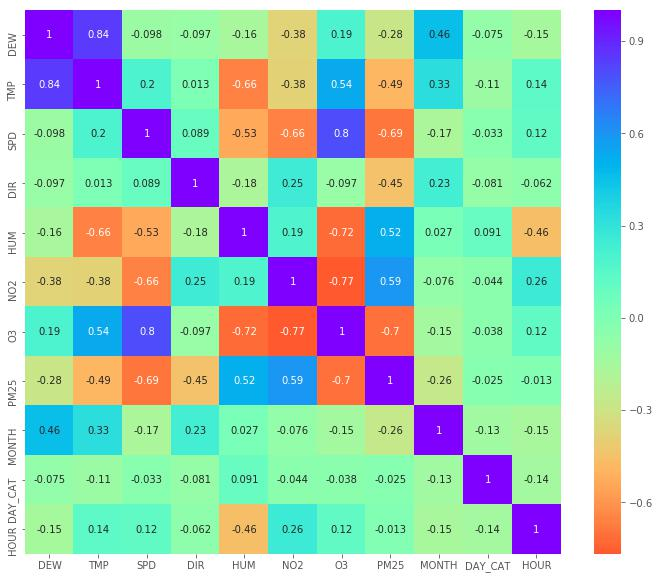 DEW 1 0.84 -0.098 -0.097 -0.16 -0.38 0.19 -0.28 0.46 -0.075 -0.15
TMP 0.84 1 0.2 0.013 -0.66 -0.38 0.54 -0.49 0.33 -0.11 0.14
SPD -0.098 0.2 1 0.089 -0.53 -0.66 0.8 -0.69 -0.17 -0.033 0.12
DIR -0.097 0.013 0.089 1 -0.18 0.25 -0.097 -0.45 0.23 -0.081 -0.062
HUM -0.16 -0.66 -0.53 -0.18 1 0.19 -0.72 0.52 0.027 0.091 -0.46
NO2 -0.38 -0.38 -0.66 0.25 0.19 1 -0.77 0.59 -0.076 -0.044 0.26
O3 0.19 0.54 0.8 -0.097 -0.72 -0.77 1 -0.7 -0.15 -0.038 0.12
PM25 -0.28 -0.49 -0.69 -0.45 0.52 0.59 -0.7 1 -0.26 -0.025 -0.013
MONTH 0.46 0.33 -0.17 0.23 0.027 -0.076 -0.15 -0.26 1 -0.13 -0.15
DAY_CAT -0.075 -0.11 -0.033 -0.081 0.091 -0.044 -0.038 -0.025 -0.13 1 -0.14
HOUR -0.15 0.14 0.12 -0.062 -0.46 0.26 0.12 -0.013 -0.15 -0.14 1
DEW TMP SPD DIR HUM NO2 O3 PM25 MONTH DAY_CAT HOUR
0.9
0.6
0.3
0.0
−0.3
−0.6